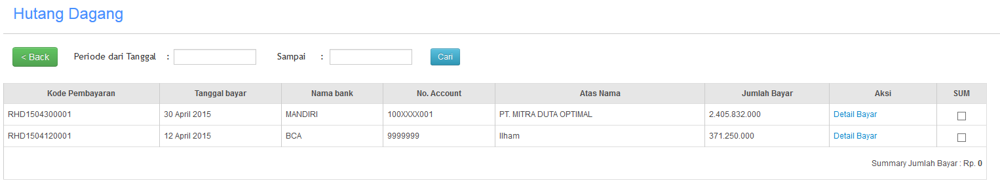 Hutang Dagang
< Back Periode dari Tanggal : Sampai : Cari
Kode Pembayaran Tanggal bayar Nama bank No. Account Atas Nama Jumlah Bayar Aksi SUM
RHD1504300001 30 April 2015 MANDIRI 100XXXX001 PT. MITRA DUTA OPTIMAL 2.405.832.000 Detail Bayar
RHD1504120001 12 April 2015 BCA 9999999 Ilham 371.250.000 Detail Bayar
Summary Jumlah Bayar : Rp. 0